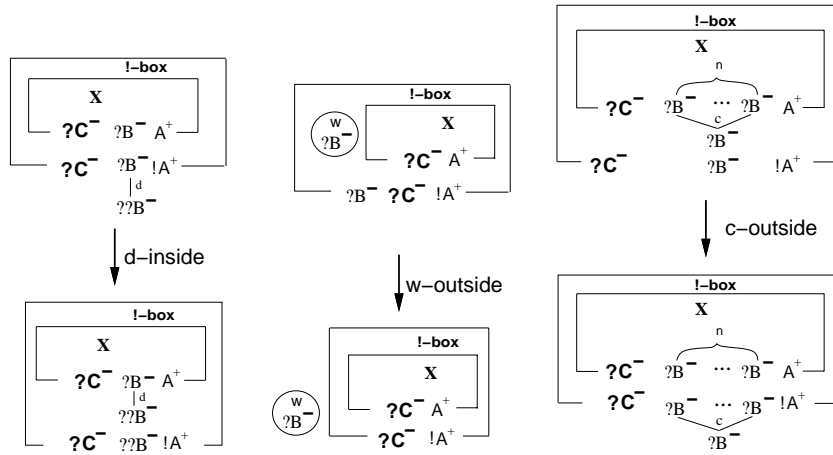 !-box
X
?C⁻ ?B⁻ A⁺
?C⁻ ?B⁻ !A⁺
d
??B⁻
d-inside
!-box
X
?C⁻ ?B⁻ A⁺
d
??B⁻
?C⁻ ??B⁻ !A⁺
!-box
w
?B⁻
X
?C⁻ A⁺
?B⁻ ?C⁻ !A⁺
w-outside
!-box
X
w
?B⁻
?C⁻ A⁺
?C⁻ !A⁺
!-box
X
n
?C⁻ ?B⁻ ... ?B⁻ A⁺
c
?B⁻
?C⁻ ?B⁻ !A⁺
c-outside
!-box
X
n
?C⁻ ?B⁻ ... ?B⁻ A⁺
?C⁻ ?B⁻ ... ?B⁻ !A⁺
c
?B⁻